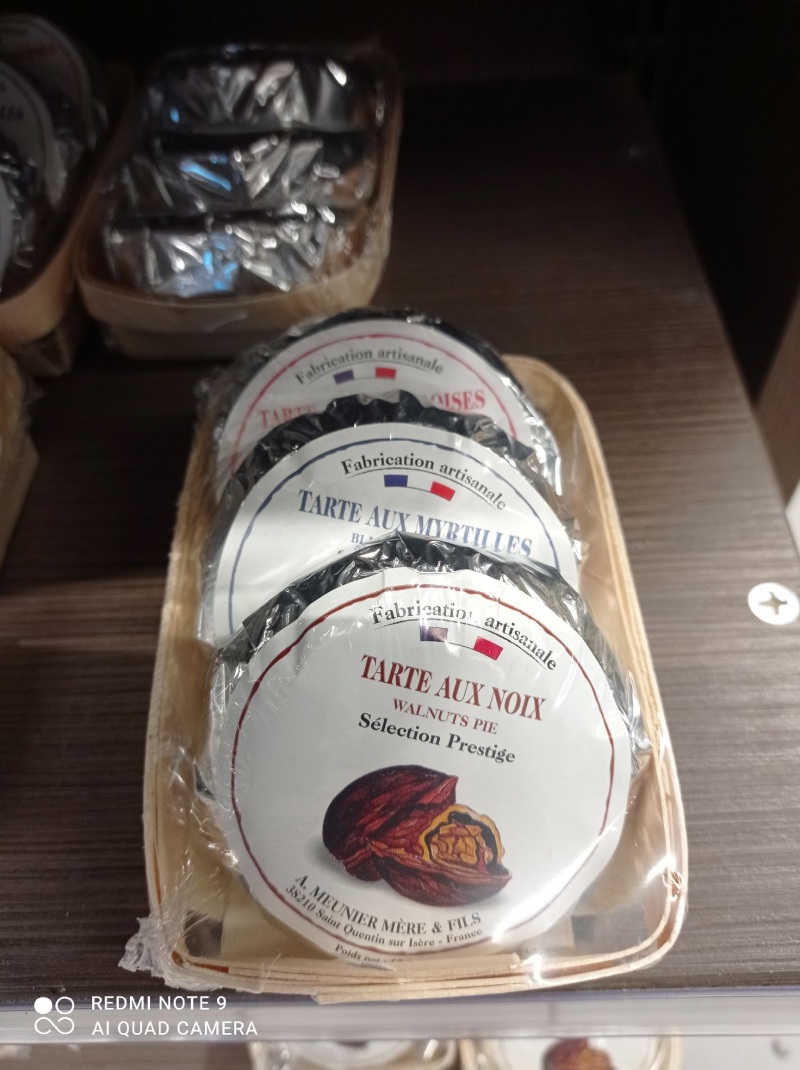 Fabrication artisanale
TARTE
Fabrication artisanale
TARTE AUX MYRTILLES
Fabrication artisanale
TARTE AUX NOIX
WALNUTS PIE
Sélection Prestige
A. MEUNIER MÈRE & FILS
38210 Saint Quentin sur Isère - France
Poids
REDMI NOTE 9
AI QUAD CAMERA